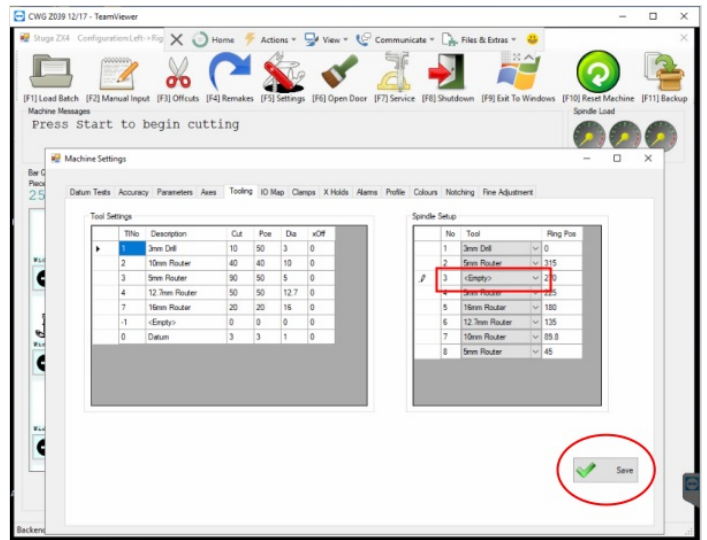 CWG Z039 12/17 - TeamViewer
Stuga ZX4 Configuration:Left->Rig
Home Actions View Communicate Files & Extras
[F1] Load Batch [F2] Manual Input [F3] Offcuts [F4] Remakes [F5] Settings [F6] Open Door [F7] Service [F8] Shutdown [F9] Exit To Windows [F10] Reset Machine [F11] Backup
Machine Messages
Spindle Load
Press Start to begin cutting
Machine Settings
Bar
Piece
25
Datum Tests Accuracy Parameters Axes Tooling IO Map Clamps X Holds Alarms Profile Colours Notching Fine Adjustment
Tool Settings
TlNo Description Cut Pce Dia xOff
1 3mm Drill 10 50 3 0
2 10mm Router 40 40 10 0
3 5mm Router 90 50 5 0
4 12.7mm Router 50 50 12.7 0
7 16mm Router 20 20 16 0
-1 <Empty> 0 0 0 0
0 Datum 3 3 1 0
Spindle Setup
No Tool Ring Pos
1 3mm Drill 0
2 5mm Router 315
3 <Empty> 270
4 5mm Router 225
5 16mm Router 180
6 12.7mm Router 135
7 10mm Router 89.8
8 5mm Router 45
Save
Backend